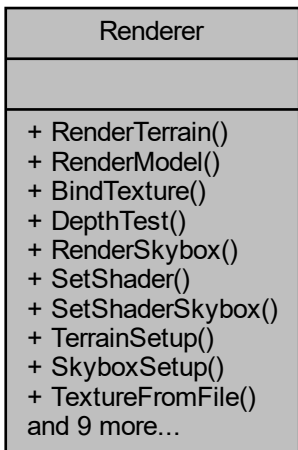 Renderer
+ RenderTerrain()
+ RenderModel()
+ BindTexture()
+ DepthTest()
+ RenderSkybox()
+ SetShader()
+ SetShaderSkybox()
+ TerrainSetup()
+ SkyboxSetup()
+ TextureFromFile()
and 9 more...